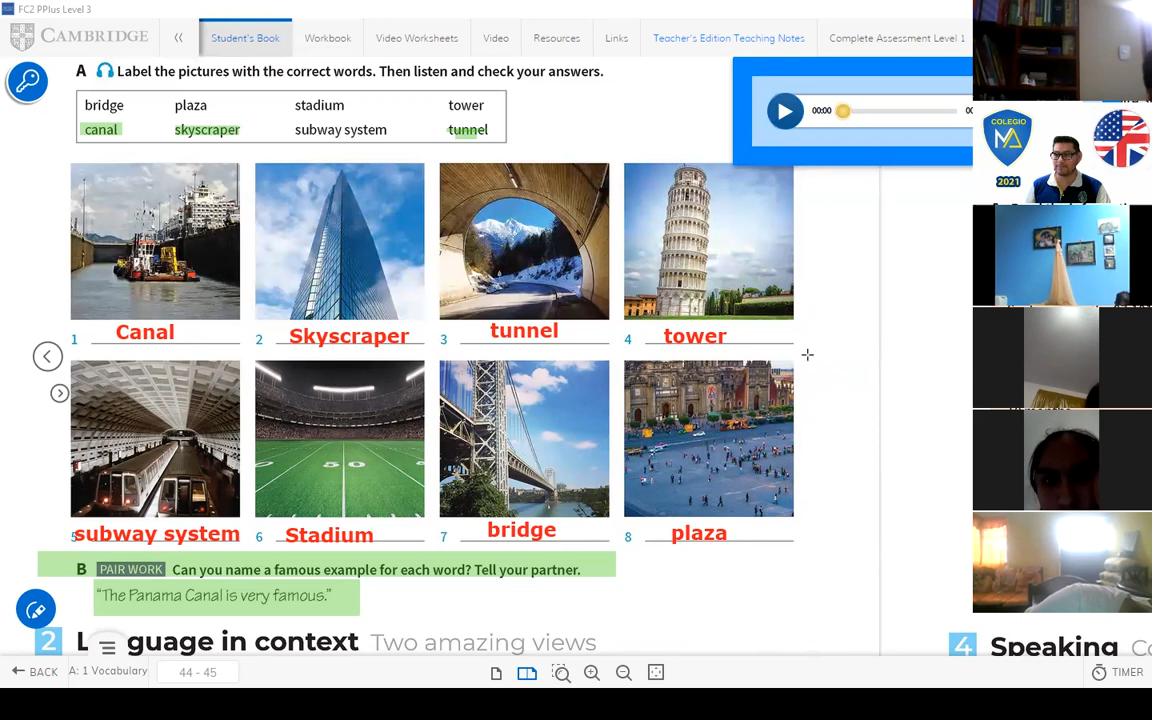 FC2 PPlus Level 3
CAMBRIDGE
Student's Book
Workbook
Video Worksheets
Video
Resources
Links
Teacher's Edition Teaching Notes
Complete Assessment Level 1
A Label the pictures with the correct words. Then listen and check your answers.
bridge plaza stadium tower
canal skyscraper subway system tunnel
00:00
COLEGIO
MA
2021
1 Canal
2 Skyscraper
3 tunnel
4 tower
5 subway system
6 Stadium
7 bridge
8 plaza
B PAIR WORK Can you name a famous example for each word? Tell your partner.
“The Panama Canal is very famous.”
2 Language in context Two amazing views
4 Speaking
BACK
A: 1 Vocabulary
44 - 45
TIMER